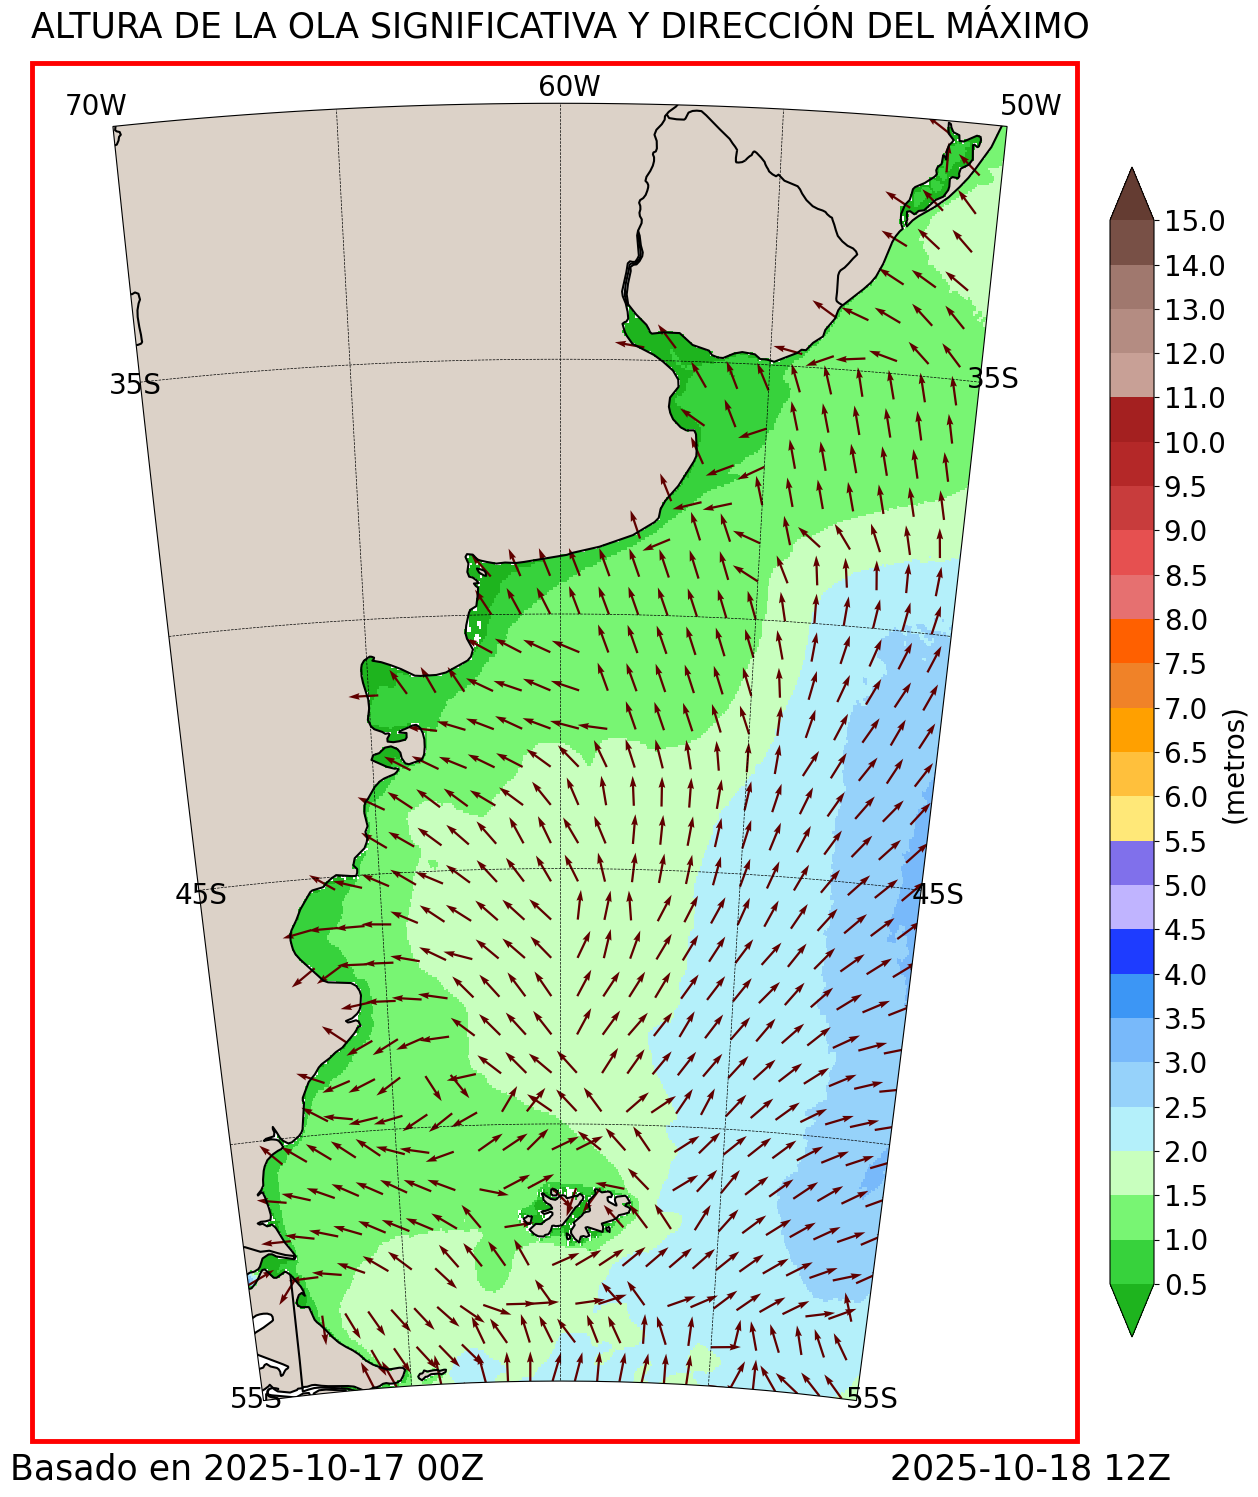 ALTURA DE LA OLA SIGNIFICATIVA Y DIRECCIÓN DEL MÁXIMO
70W
60W
50W
35S
35S
45S
45S
55S
55S
15.0
14.0
13.0
12.0
11.0
10.0
9.5
9.0
8.5
8.0
7.5
7.0
6.5
6.0
5.5
5.0
4.5
4.0
3.5
3.0
2.5
2.0
1.5
1.0
0.5
(metros)
Basado en 2025-10-17 00Z
2025-10-18 12Z